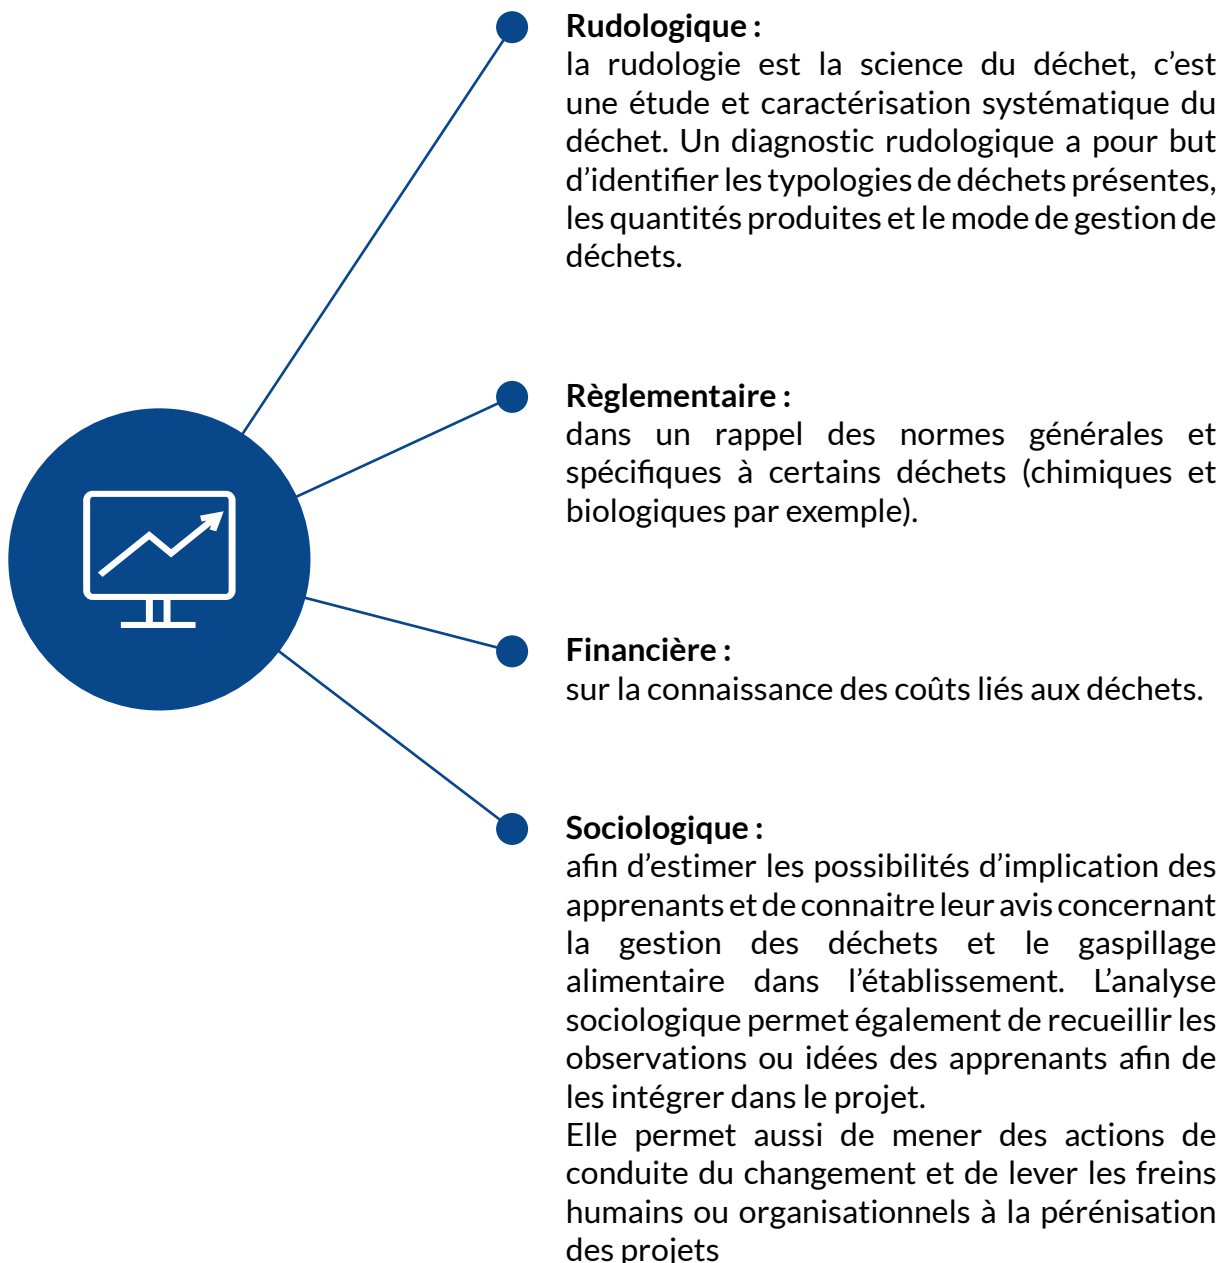 Rudologique :
la rudologie est la science du déchet, c’est
une étude et caractérisation systématique du
déchet. Un diagnostic rudologique a pour but
d’identifier les typologies de déchets présentes,
les quantités produites et le mode de gestion de
déchets.
Règlementaire :
dans un rappel des normes générales et
spécifiques à certains déchets (chimiques et
biologiques par exemple).
Financière :
sur la connaissance des coûts liés aux déchets.
Sociologique :
afin d’estimer les possibilités d’implication des
apprenants et de connaitre leur avis concernant
la gestion des déchets et le gaspillage
alimentaire dans l’établissement. L’analyse
sociologique permet également de recueillir les
observations ou idées des apprenants afin de
les intégrer dans le projet.
Elle permet aussi de mener des actions de
conduite du changement et de lever les freins
humains ou organisationnels à la pérénisation
des projets